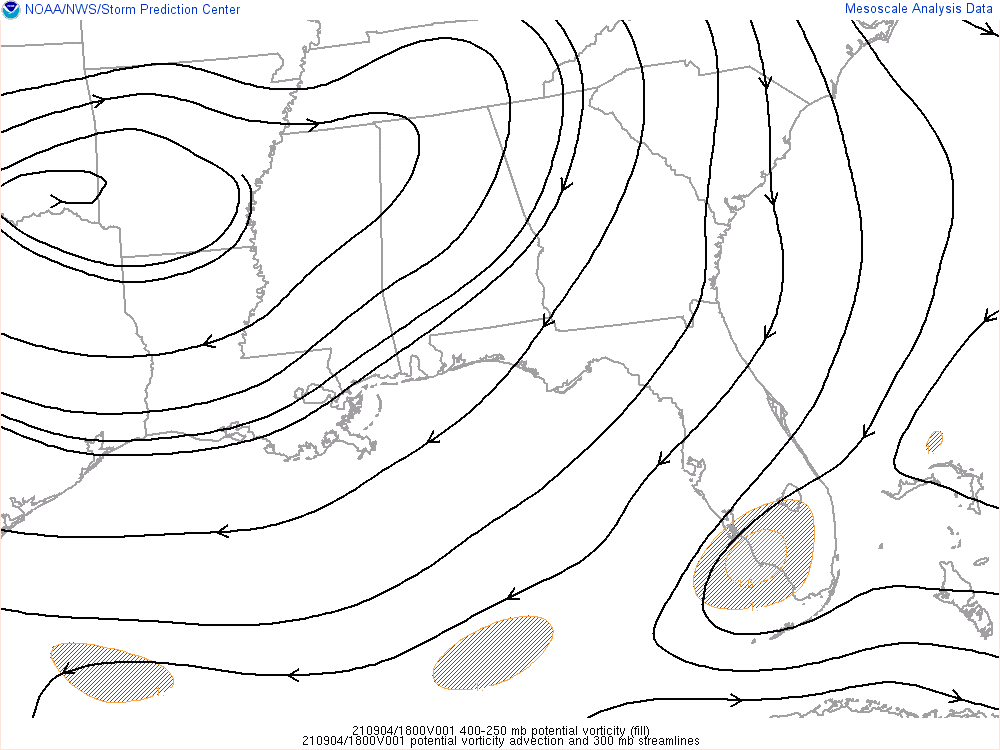 NOAA/NWS/Storm Prediction Center
Mesoscale Analysis Data
210904/1800V001 400-250 mb potential vorticity (fill)
210904/1800V001 potential vorticity advection and 300 mb streamlines